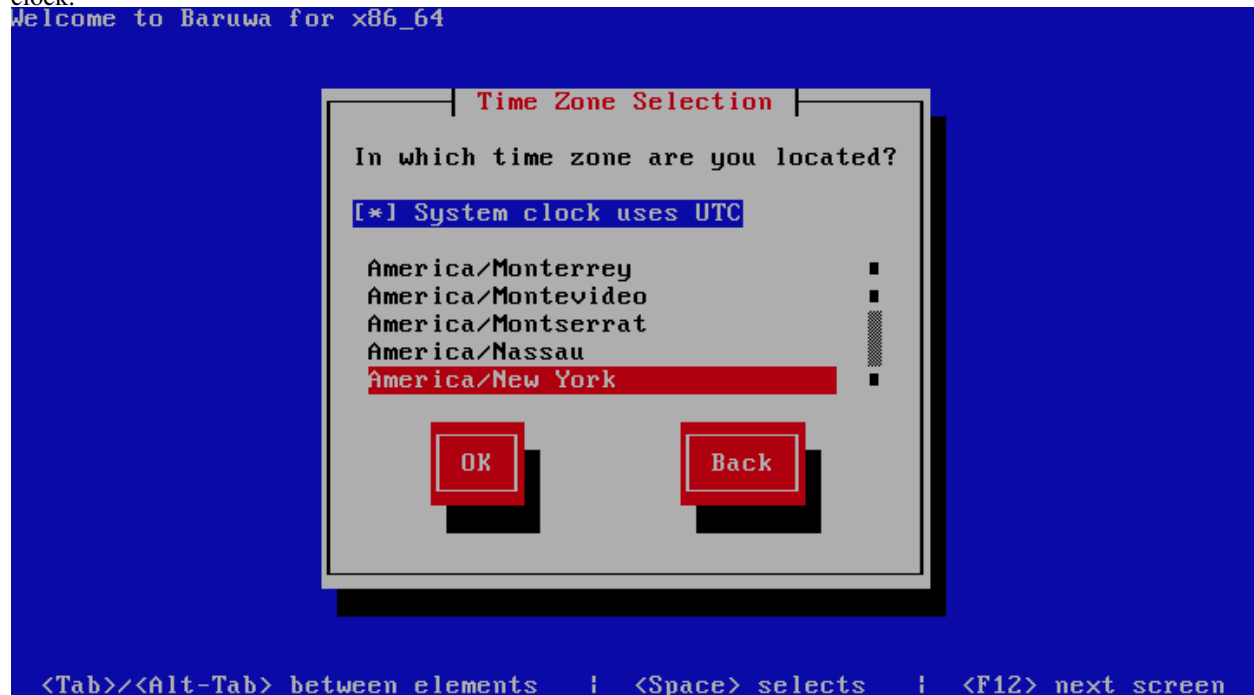 clock.
Welcome to Baruwa for x86_64
Time Zone Selection
In which time zone are you located?
[*] System clock uses UTC
America/Monterrey
America/Montevideo
America/Montserrat
America/Nassau
America/New York
OK Back
<Tab>/<Alt-Tab> between elements | <Space> selects | <F12> next screen